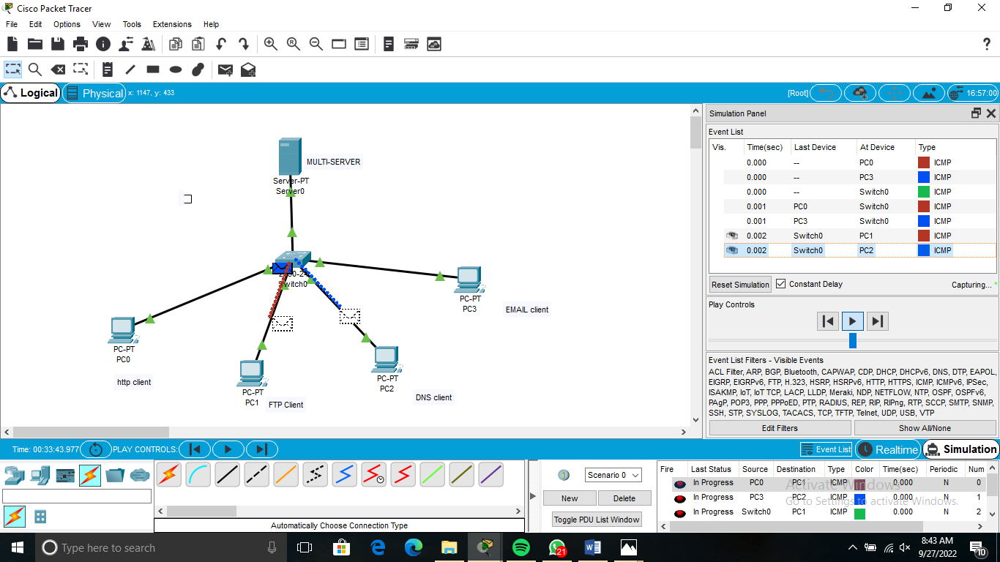 Cisco Packet Tracer
File Edit Options View Tools Extensions Help
Logical Physical x: 1147, y: 433 [Root] 16:57:00
MULTI-SERVER
Server-PT
Server0
Switch0
PC-PT
PC3
EMAIL client
PC-PT
PC0
http client
PC-PT
PC1
FTP Client
PC-PT
PC2
DNS client
Simulation Panel
Event List
Vis. Time(sec) Last Device At Device Type
0.000 -- PC0 ICMP
0.000 -- PC3 ICMP
0.000 -- Switch0 ICMP
0.001 PC0 Switch0 ICMP
0.001 PC3 Switch0 ICMP
0.002 Switch0 PC1 ICMP
0.002 Switch0 PC2 ICMP
Reset Simulation Constant Delay Capturing... *
Play Controls
Event List Filters - Visible Events
ACL Filter, ARP, BGP, Bluetooth, CAPWAP, CDP, DHCP, DHCPv6, DNS, DTP, EAPOL,
EIGRP, EIGRPv6, FTP, H.323, HSRP, HSRPv6, HTTP, HTTPS, ICMP, ICMPv6, IPSec,
ISAKMP, IoT, IoT TCP, LACP, LLDP, Meraki, NDP, NETFLOW, NTP, OSPF, OSPFv6,
PAgP, POP3, PPP, PPPoED, PTP, RADIUS, REP, RIP, RIPng, RTP, SCCP, SMTP, SNMP,
SSH, STP, SYSLOG, TACACS, TCP, TFTP, Telnet, UDP, USB, VTP
Edit Filters Show All/None
Time: 00:33:43.977 PLAY CONTROLS: Event List Realtime Simulation
Automatically Choose Connection Type
Scenario 0
New Delete
Toggle PDU List Window
Fire Last Status Source Destination Type Color Time(sec) Periodic Num
In Progress PC0 PC1 ICMP 0.000 N 0
In Progress PC3 PC2 ICMP 0.000 N 1
In Progress Switch0 PC1 ICMP 0.000 N 2
Activate Windows
Go to Settings to activate Windows.
Type here to search
21
8:43 AM
9/27/2022
10